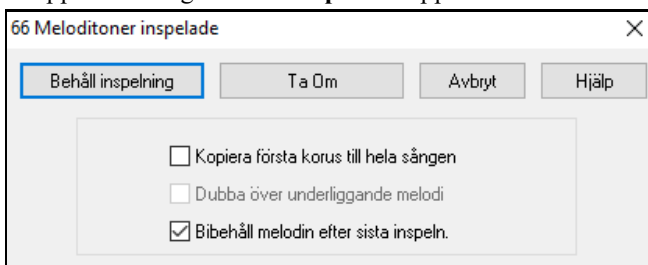 66 Meloditoner inspelade
Behåll inspelning Ta Om Avbryt Hjälp
Kopiera första korus till hela sången
Dubba över underliggande melodi
Bibehåll melodin efter sista inspeln.